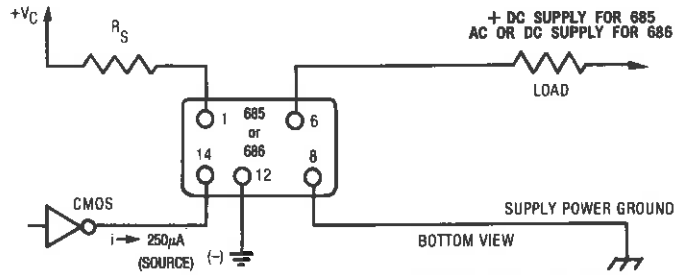 +VC
RS
+ DC SUPPLY FOR 685
AC OR DC SUPPLY FOR 686
LOAD
1
685
or
686
6
14
12
8
CMOS
i → 250μA
(SOURCE)
(-)
SUPPLY POWER GROUND
BOTTOM VIEW